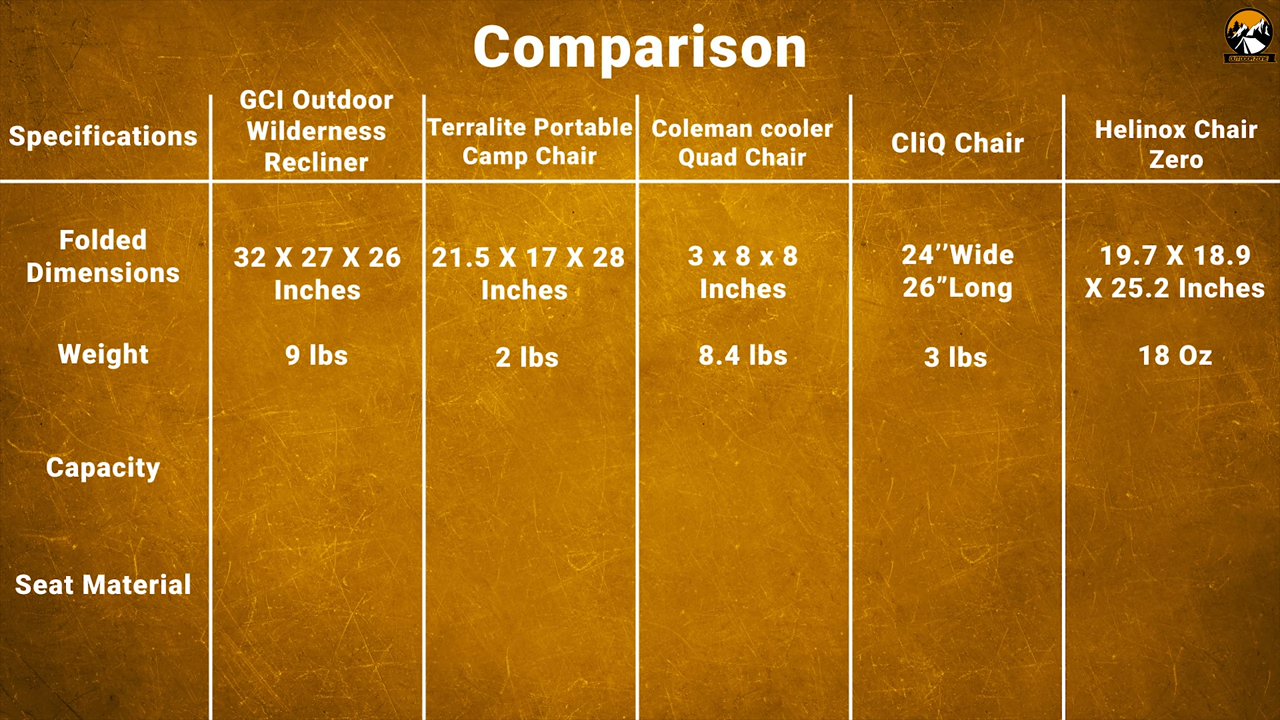 Comparison
OUTDOOR ZONE
Specifications
GCI Outdoor
Wilderness
Recliner
Terralite Portable
Camp Chair
Coleman cooler
Quad Chair
CliQ Chair
Helinox Chair
Zero
Folded
Dimensions
32 X 27 X 26
Inches
21.5 X 17 X 28
Inches
3 x 8 x 8
Inches
24’’Wide
26”Long
19.7 X 18.9
X 25.2 Inches
Weight
9 lbs
2 lbs
8.4 lbs
3 lbs
18 Oz
Capacity
Seat Material